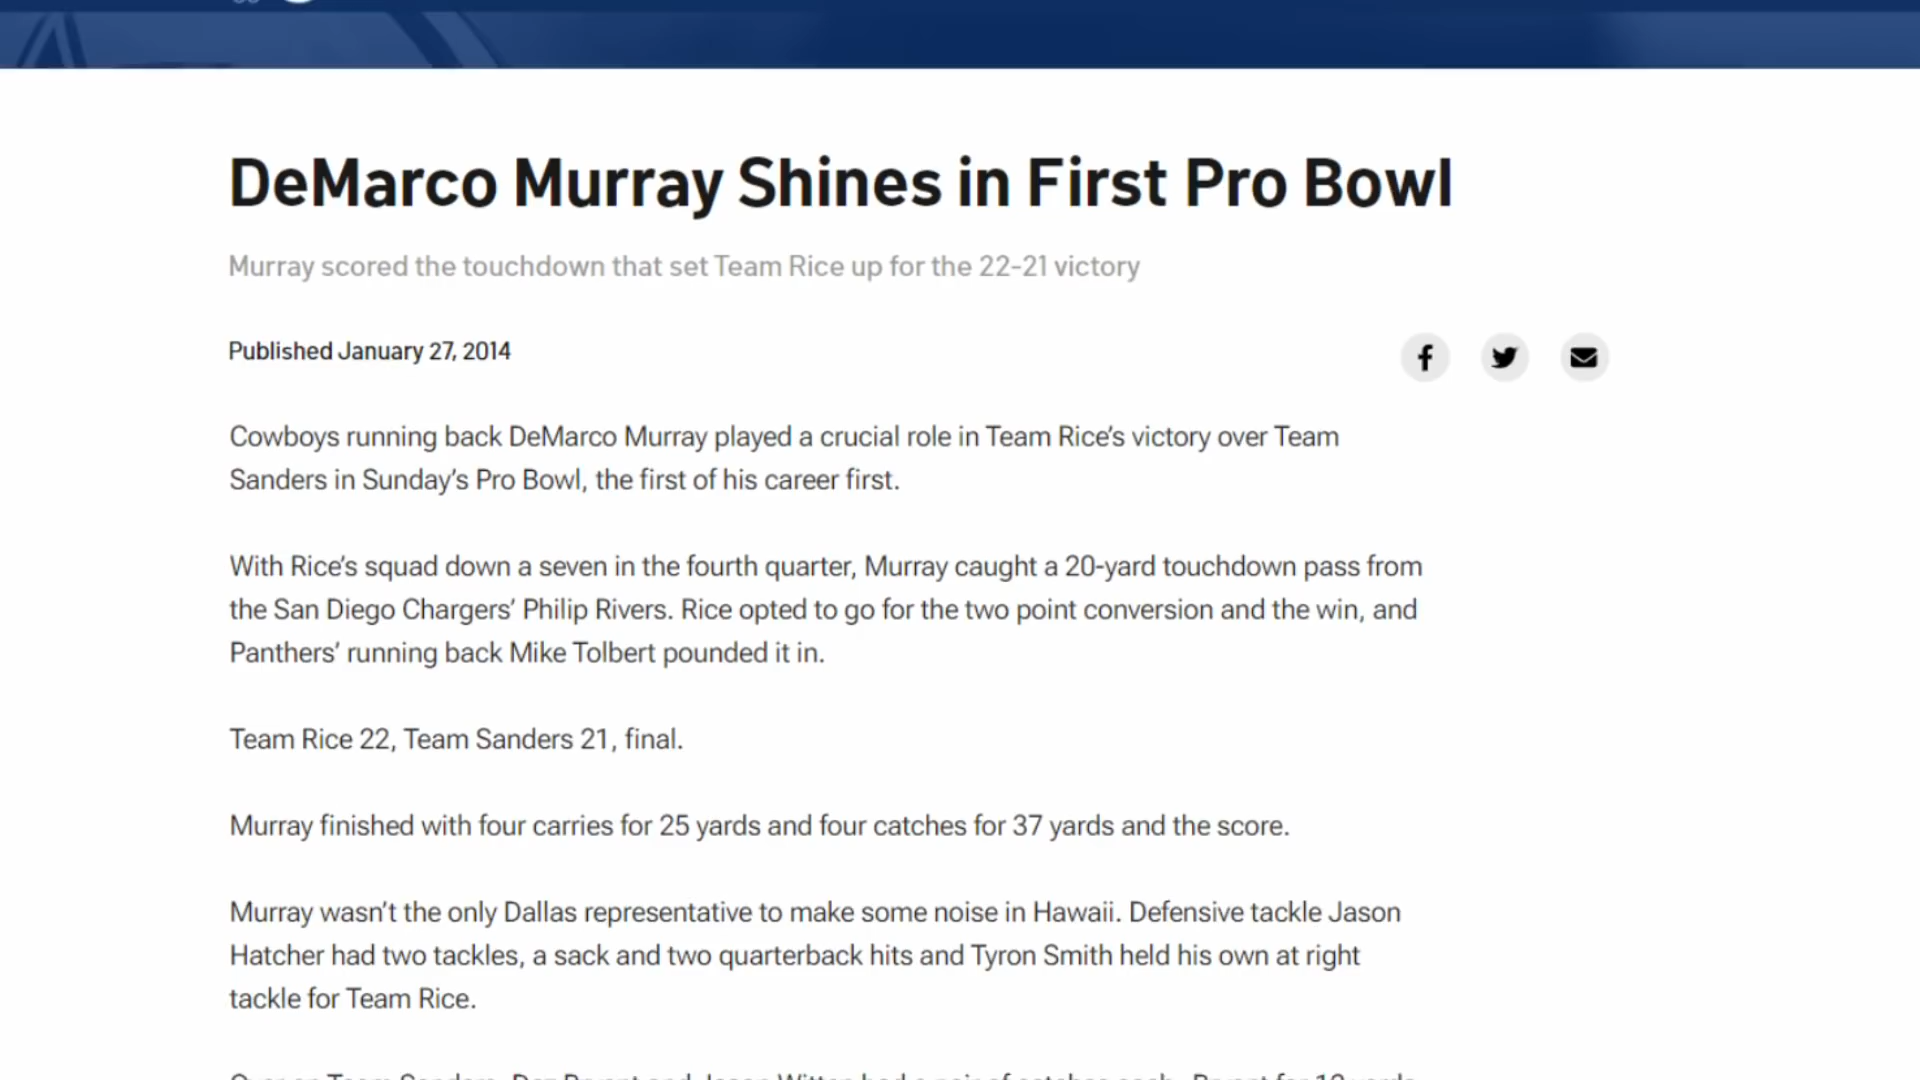 DeMarco Murray Shines in First Pro Bowl
Murray scored the touchdown that set Team Rice up for the 22-21 victory
Published January 27, 2014
Cowboys running back DeMarco Murray played a crucial role in Team Rice’s victory over Team
Sanders in Sunday’s Pro Bowl, the first of his career first.
With Rice’s squad down a seven in the fourth quarter, Murray caught a 20-yard touchdown pass from
the San Diego Chargers’ Philip Rivers. Rice opted to go for the two point conversion and the win, and
Panthers’ running back Mike Tolbert pounded it in.
Team Rice 22, Team Sanders 21, final.
Murray finished with four carries for 25 yards and four catches for 37 yards and the score.
Murray wasn’t the only Dallas representative to make some noise in Hawaii. Defensive tackle Jason
Hatcher had two tackles, a sack and two quarterback hits and Tyron Smith held his own at right
tackle for Team Rice.